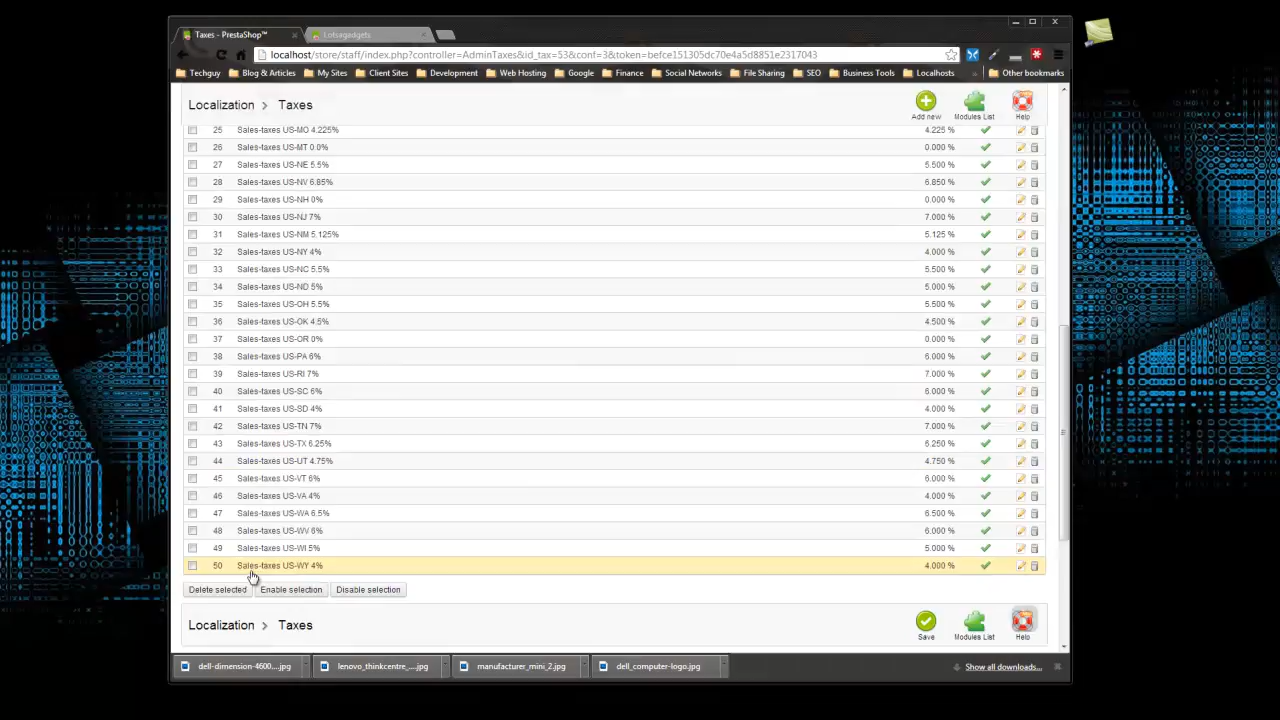 Taxes - PrestaShop™
Lotsagadgets
localhost/store/staff/index.php?controller=AdminTaxes&id_tax=53&conf=3&token=befce151305dc70e4a5d8851e2317043
Techguy Blog & Articles My Sites Client Sites Development Web Hosting Google Finance Social Networks File Sharing SEO Business Tools Localhosts » Other bookmarks
Localization > Taxes
Add new Modules List Help
25 Sales-taxes US-MO 4.225% 4.225 %
26 Sales-taxes US-MT 0.0% 0.000 %
27 Sales-taxes US-NE 5.5% 5.500 %
28 Sales-taxes US-NV 6.85% 6.850 %
29 Sales-taxes US-NH 0% 0.000 %
30 Sales-taxes US-NJ 7% 7.000 %
31 Sales-taxes US-NM 5.125% 5.125 %
32 Sales-taxes US-NY 4% 4.000 %
33 Sales-taxes US-NC 5.5% 5.500 %
34 Sales-taxes US-ND 5% 5.000 %
35 Sales-taxes US-OH 5.5% 5.500 %
36 Sales-taxes US-OK 4.5% 4.500 %
37 Sales-taxes US-OR 0% 0.000 %
38 Sales-taxes US-PA 6% 6.000 %
39 Sales-taxes US-RI 7% 7.000 %
40 Sales-taxes US-SC 6% 6.000 %
41 Sales-taxes US-SD 4% 4.000 %
42 Sales-taxes US-TN 7% 7.000 %
43 Sales-taxes US-TX 6.25% 6.250 %
44 Sales-taxes US-UT 4.75% 4.750 %
45 Sales-taxes US-VT 6% 6.000 %
46 Sales-taxes US-VA 4% 4.000 %
47 Sales-taxes US-WA 6.5% 6.500 %
48 Sales-taxes US-WV 6% 6.000 %
49 Sales-taxes US-WI 5% 5.000 %
50 Sales-taxes US-WY 4% 4.000 %
Delete selected Enable selection Disable selection
Localization > Taxes
Save Modules List Help
dell-dimension-4600....jpg lenovo_thinkcentre_....jpg manufacturer_mini_2.jpg dell_computer-logo.jpg Show all downloads...